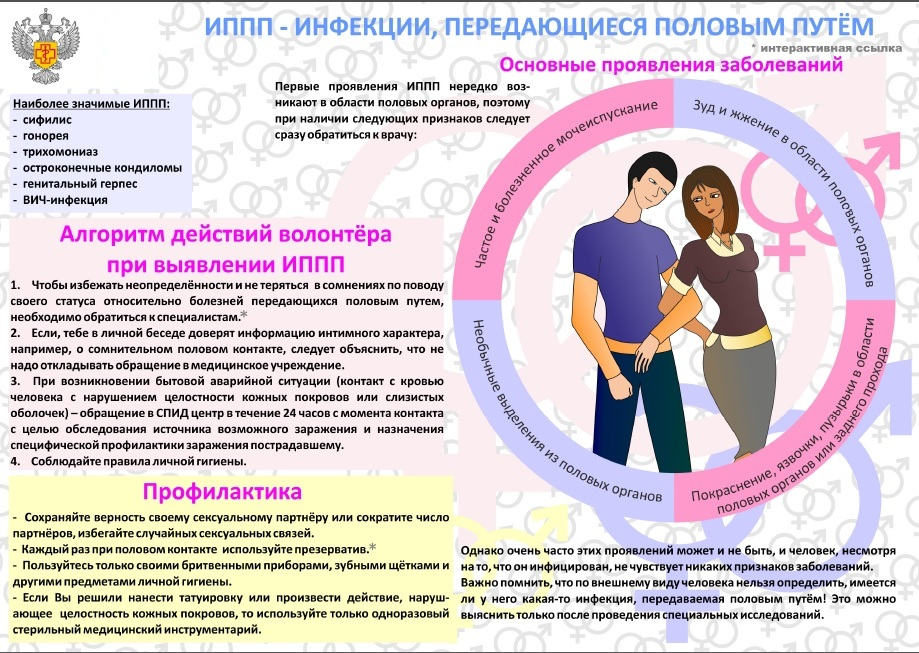 ИППП - ИНФЕКЦИИ, ПЕРЕДАЮЩИЕСЯ ПОЛОВЫМ ПУТЁМ
* интерактивная ссылка
Основные проявления заболеваний
Первые проявления ИППП нередко воз-
никают в области половых органов, поэтому
при наличии следующих признаков следует
сразу обратиться к врачу:
Наиболее значимые ИППП:
- сифилис
- гонорея
- трихомониаз
- остроконечные кондиломы
- генитальный герпес
- ВИЧ-инфекция
Алгоритм действий волонтёра
при выявлении ИППП
1. Чтобы избежать неопределённости и не теряться в сомнениях по поводу
своего статуса относительно болезней передающихся половым путем,
необходимо обратиться к специалистам.*
2. Если, тебе в личной беседе доверят информацию интимного характера,
например, о сомнительном половом контакте, следует объяснить, что не
надо откладывать обращение в медицинское учреждение.
3. При возникновении бытовой аварийной ситуации (контакт с кровью
человека с нарушением целостности кожных покровов или слизистых
оболочек) – обращение в СПИД центр в течение 24 часов с момента контакта
с целью обследования источника возможного заражения и назначения
специфической профилактики заражения пострадавшему.
4. Соблюдайте правила личной гигиены.
Профилактика
- Сохраняйте верность своему сексуальному партнёру или сократите число
партнёров, избегайте случайных сексуальных связей.
- Каждый раз при половом контакте используйте презерватив.*
- Пользуйтесь только своими бритвенными приборами, зубными щётками и
другими предметами личной гигиены.
- Если Вы решили нанести татуировку или произвести действие, наруш-
ающее целостность кожных покровов, то используйте только одноразовый
стерильный медицинский инструментарий.
Частое и болезненное мочеиспускание
Зуд и жжение в области половых органов
Необычные выделения из половых органов
Покраснение, язвочки, пузырьки в области
половых органов или заднего прохода
Однако очень часто этих проявлений может и не быть, и человек, несмотря
на то, что он инфицирован, не чувствует никаких признаков заболеваний.
Важно помнить, что по внешнему виду человека нельзя определить, имеется
ли у него какая-то инфекция, передаваемая половым путём! Это можно
выяснить только после проведения специальных исследований.